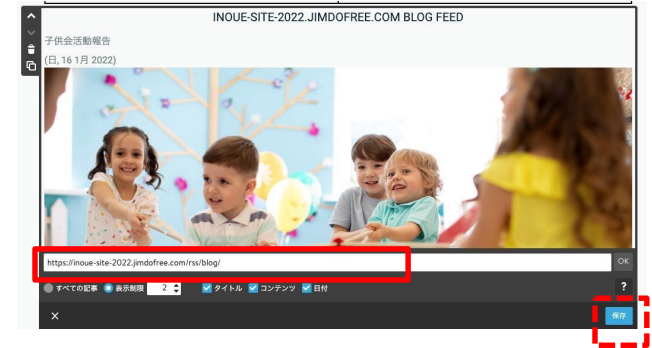 INOUE-SITE-2022.JIMDOFREE.COM BLOG FEED
子供会活動報告
(日, 16 1月 2022)
https://inoue-site-2022.jimdofree.com/rss/blog/
OK
すべての記事 表示制限 2 タイトル コンテンツ 日付 ?
× 保存